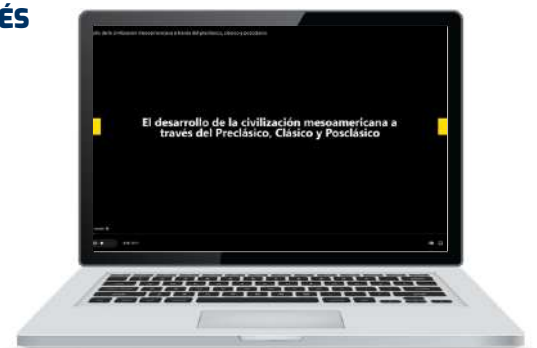 ÉS
El desarrollo de la civilización mesoamericana a
través del Preclásico, Clásico y Posclásico